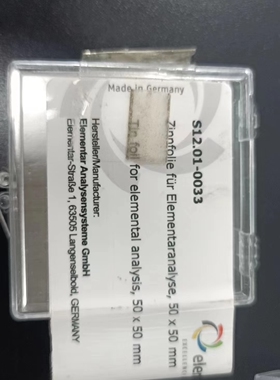 ele
S12.01-0033
Zinnfolie für Elementaranalyse, 50 x 50 mm
Tin foil for elemental analysis, 50 x 50 mm
Made in Germany
Hersteller/Manufacturer:
Elementar Analysensysteme GmbH
Elementar-Straße 1, 63505 Langenselbold, GERMANY